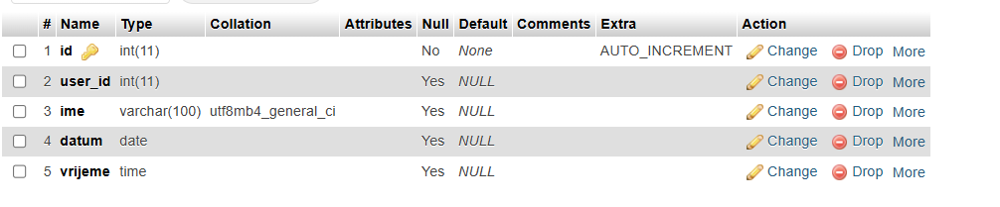 # Name Type Collation Attributes Null Default Comments Extra Action
1 id int(11) No None AUTO_INCREMENT Change Drop More
2 user_id int(11) Yes NULL Change Drop More
3 ime varchar(100) utf8mb4_general_ci Yes NULL Change Drop More
4 datum date Yes NULL Change Drop More
5 vrijeme time Yes NULL Change Drop More